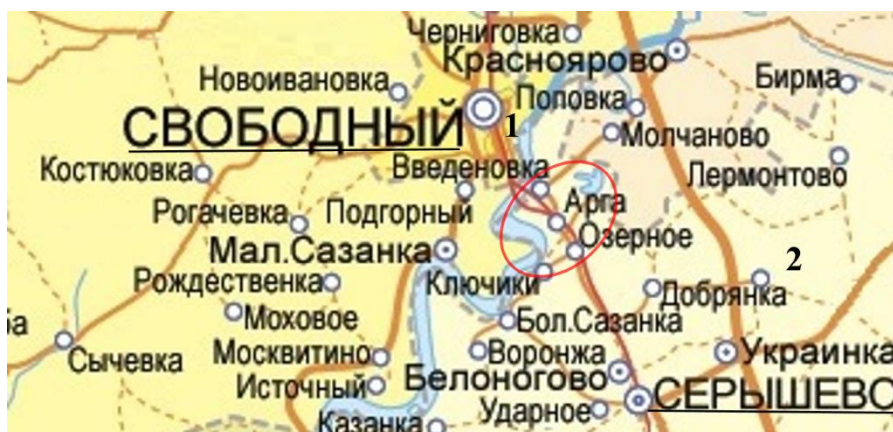 Черниговка
Красноярово
Новоивановка
Поповка
Бирма
СВОБОДНЫЙ
1
Молчаново
Костюковка
Введеновка
Лермонтово
Рогачевка
Подгорный
Арга
Озерное
Мал.Сазанка
2
Рождественка
Ключики
Добрянка
Моховое
Бол.Сазанка
ба
Сычевка
Москвитино
Воронжа
Украинка
Источный
Белоногово
СЕРЫШЕВО
Казанка
Ударное